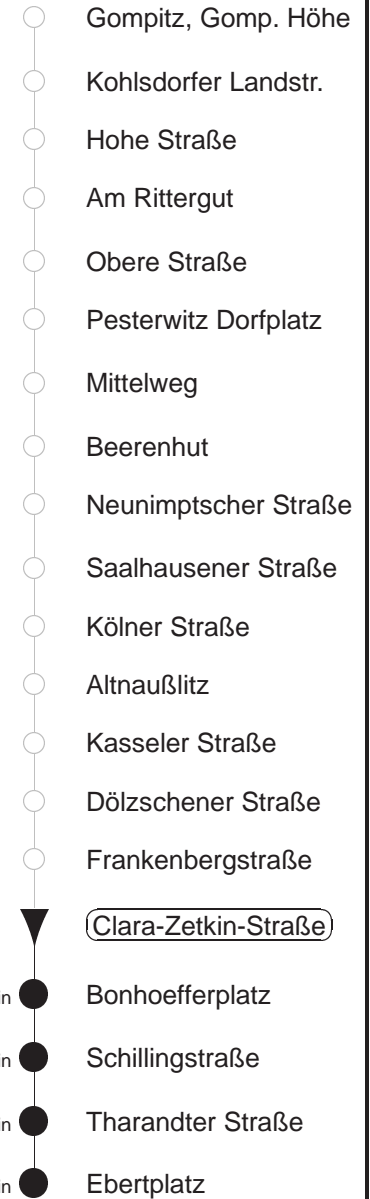 Gompitz, Gomp. Höhe
Kohlsdorfer Landstr.
Hohe Straße
Am Rittergut
Obere Straße
Pesterwitz Dorfplatz
Mittelweg
Beerenhut
Neunimptscher Straße
Saalhausener Straße
Kölner Straße
Altnaußlitz
Kasseler Straße
Dölzschener Straße
Frankenbergstraße
Clara-Zetkin-Straße
Bonhoefferplatz
Schillingstraße
Tharandter Straße
Ebertplatz